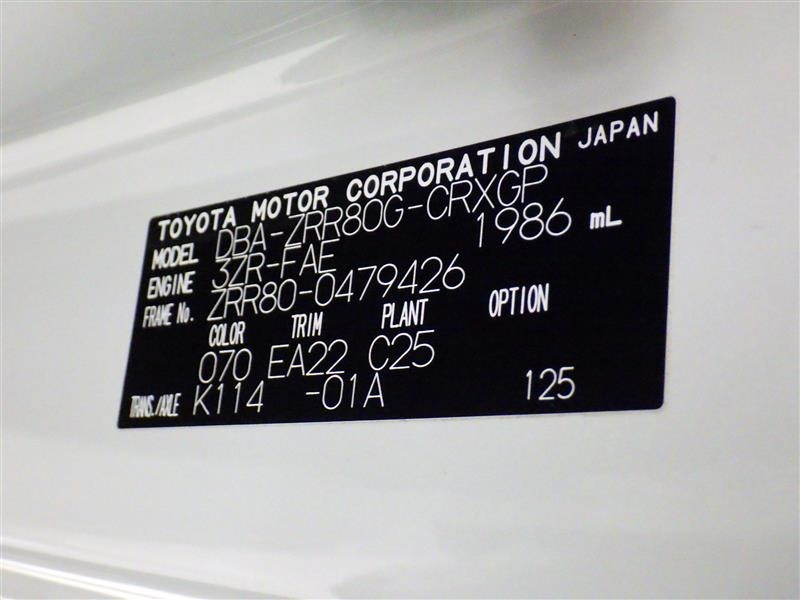 TOYOTA MOTOR CORPORATION JAPAN
MODEL DBA-ZRR80G-CRXGP
ENGINE 3ZR-FAE 1986 mL
FRAME No. ZRR80-0479426
COLOR TRIM PLANT OPTION
070 EA22 C25
TRANS./AXLE K114 -01A 125